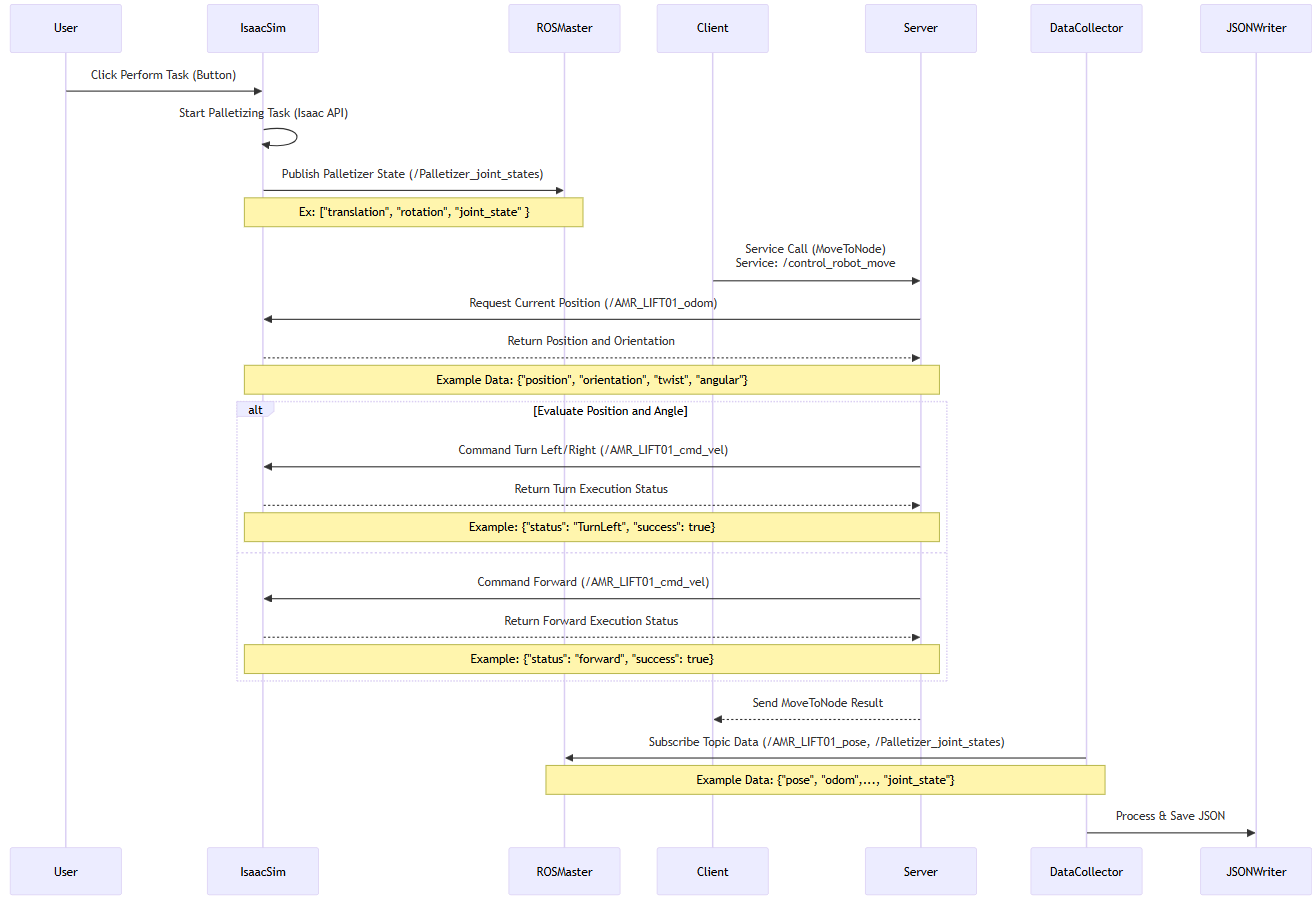 User
IsaacSim
ROSMaster
Client
Server
DataCollector
JSONWriter
Click Perform Task (Button)
Start Palletizing Task (Isaac API)
Publish Palletizer State (/Palletizer_joint_states)
Ex: ["translation", "rotation", "joint_state" }
Service Call (MoveToNode)
Service: /control_robot_move
Request Current Position (/AMR_LIFT01_odom)
Return Position and Orientation
Example Data: {"position", "orientation", "twist", "angular"}
alt
[Evaluate Position and Angle]
Command Turn Left/Right (/AMR_LIFT01_cmd_vel)
Return Turn Execution Status
Example: {"status": "TurnLeft", "success": true}
Command Forward (/AMR_LIFT01_cmd_vel)
Return Forward Execution Status
Example: {"status": "forward", "success": true}
Send MoveToNode Result
Subscribe Topic Data (/AMR_LIFT01_pose, /Palletizer_joint_states)
Example Data: {"pose", "odom",..., "joint_state"}
Process & Save JSON
User
IsaacSim
ROSMaster
Client
Server
DataCollector
JSONWriter